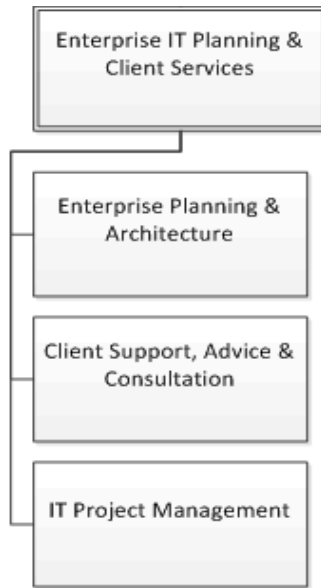 Enterprise IT Planning &
Client Services
Enterprise Planning &
Architecture
Client Support, Advice &
Consultation
IT Project Management